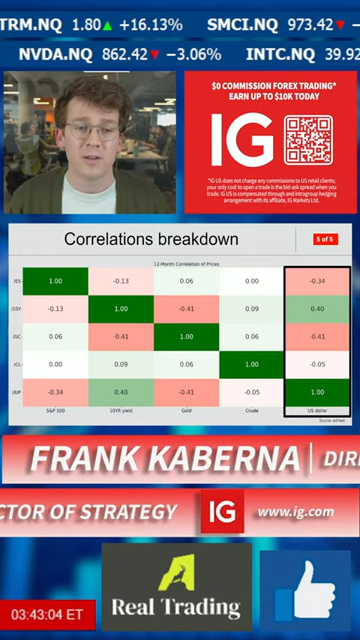 TRM.NQ 1.80▲ +16.13% SMCI.NQ 973.42▼ –
NVDA.NQ 862.42▼ –3.06% INTC.NQ 39.92
$0 COMMISSION FOREX TRADING*
EARN UP TO $10K TODAY
IG
*IG US does not charge any commissions to US retail clients;
your only cost to open a trade is the bid-ask spread when you
trade. IG US is compensated through and intragroup hedging
arrangement with its affiliate, IG Markets Ltd.
Correlations breakdown
5 of 5
12-Month Correlation of Prices
/ES 1.00 -0.13 0.06 0.00 -0.34
/10Y -0.13 1.00 -0.41 0.09 0.40
/GC 0.06 -0.41 1.00 0.06 -0.41
/CL 0.00 0.09 0.06 1.00 -0.05
UUP -0.34 0.40 -0.41 -0.05 1.00
S&P 500 10YR yield Gold Crude US dollar
FRANK KABERNA | DIRE
CTOR OF STRATEGY IG www.ig.com
Real Trading
03:43:04 ET